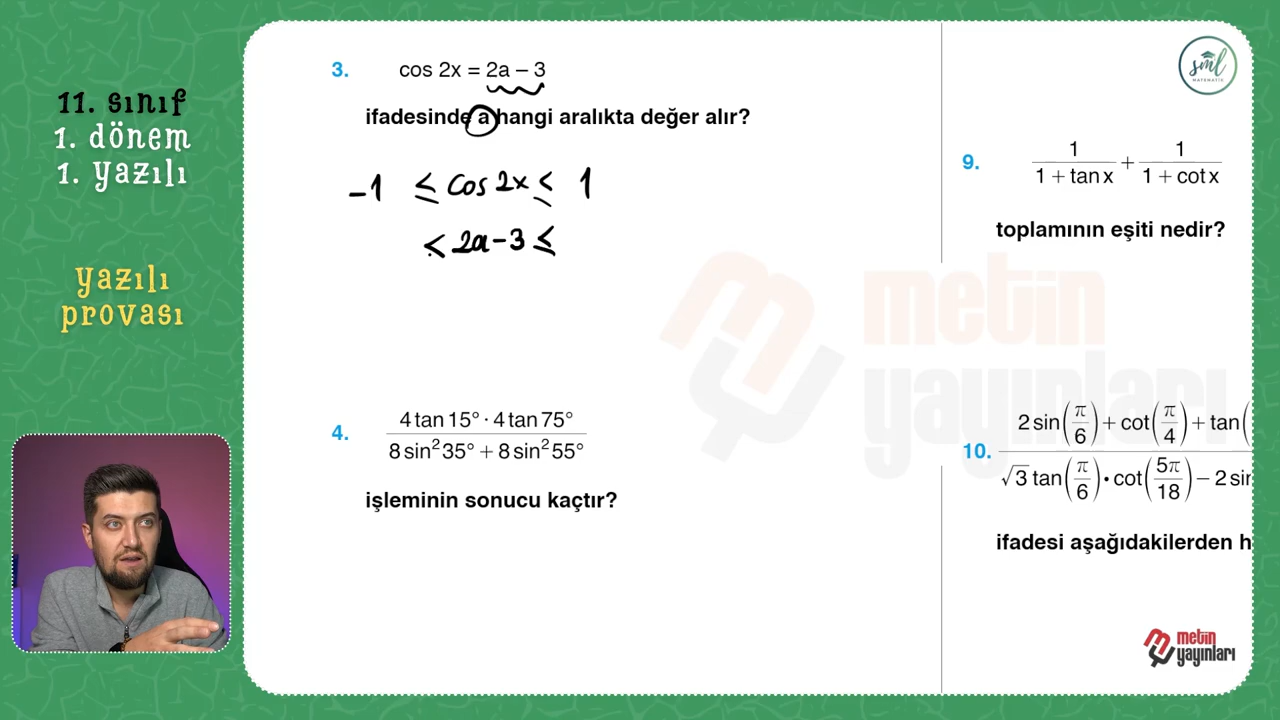 11. sınıf
1. dönem
1. yazılı
yazılı
provası
3. cos 2x = 2a – 3
ifadesinde a hangi aralıkta değer alır?
-1 ≤ cos 2x ≤ 1
≤ 2a-3 ≤
4. 4 tan 15° · 4 tan 75° / 8 sin²35° + 8 sin²55°
işleminin sonucu kaçtır?
sml
MATEMATİK
9. 1 / 1 + tan x + 1 / 1 + cot x
toplamının eşiti nedir?
metin
yayınları
10. 2 sin(π/6) + cot(π/4) + tan( / √3 tan(π/6) • cot(5π/18) – 2 sin
ifadesi aşağıdakilerden h
metin
yayınları